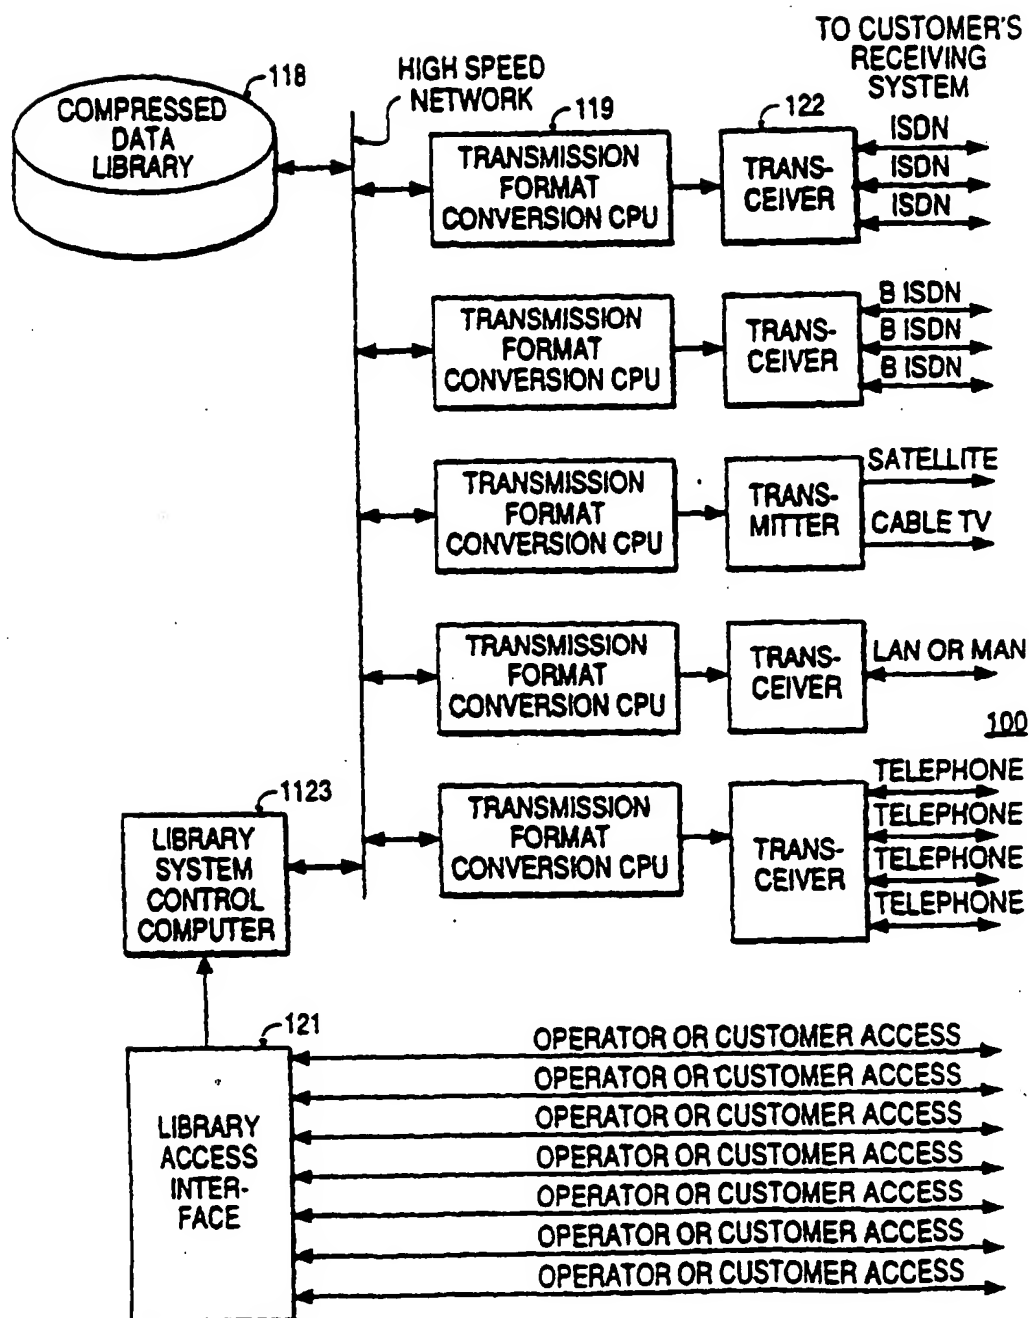 TO CUSTOMER'S
RECEIVING
SYSTEM
118
COMPRESSED
DATA
LIBRARY
HIGH SPEED
NETWORK
119
TRANSMISSION
FORMAT
CONVERSION CPU
122
TRANS-
CEIVER
ISDN
ISDN
ISDN
TRANSMISSION
FORMAT
CONVERSION CPU
TRANS-
CEIVER
B ISDN
B ISDN
B ISDN
TRANSMISSION
FORMAT
CONVERSION CPU
TRANS-
MITTER
SATELLITE
CABLE TV
TRANSMISSION
FORMAT
CONVERSION CPU
TRANS-
CEIVER
LAN OR MAN
100
1123
LIBRARY
SYSTEM
CONTROL
COMPUTER
TRANSMISSION
FORMAT
CONVERSION CPU
TRANS-
CEIVER
TELEPHONE
TELEPHONE
TELEPHONE
TELEPHONE
121
LIBRARY
ACCESS
INTER-
FACE
OPERATOR OR CUSTOMER ACCESS
OPERATOR OR CUSTOMER ACCESS
OPERATOR OR CUSTOMER ACCESS
OPERATOR OR CUSTOMER ACCESS
OPERATOR OR CUSTOMER ACCESS
OPERATOR OR CUSTOMER ACCESS
OPERATOR OR CUSTOMER ACCESS